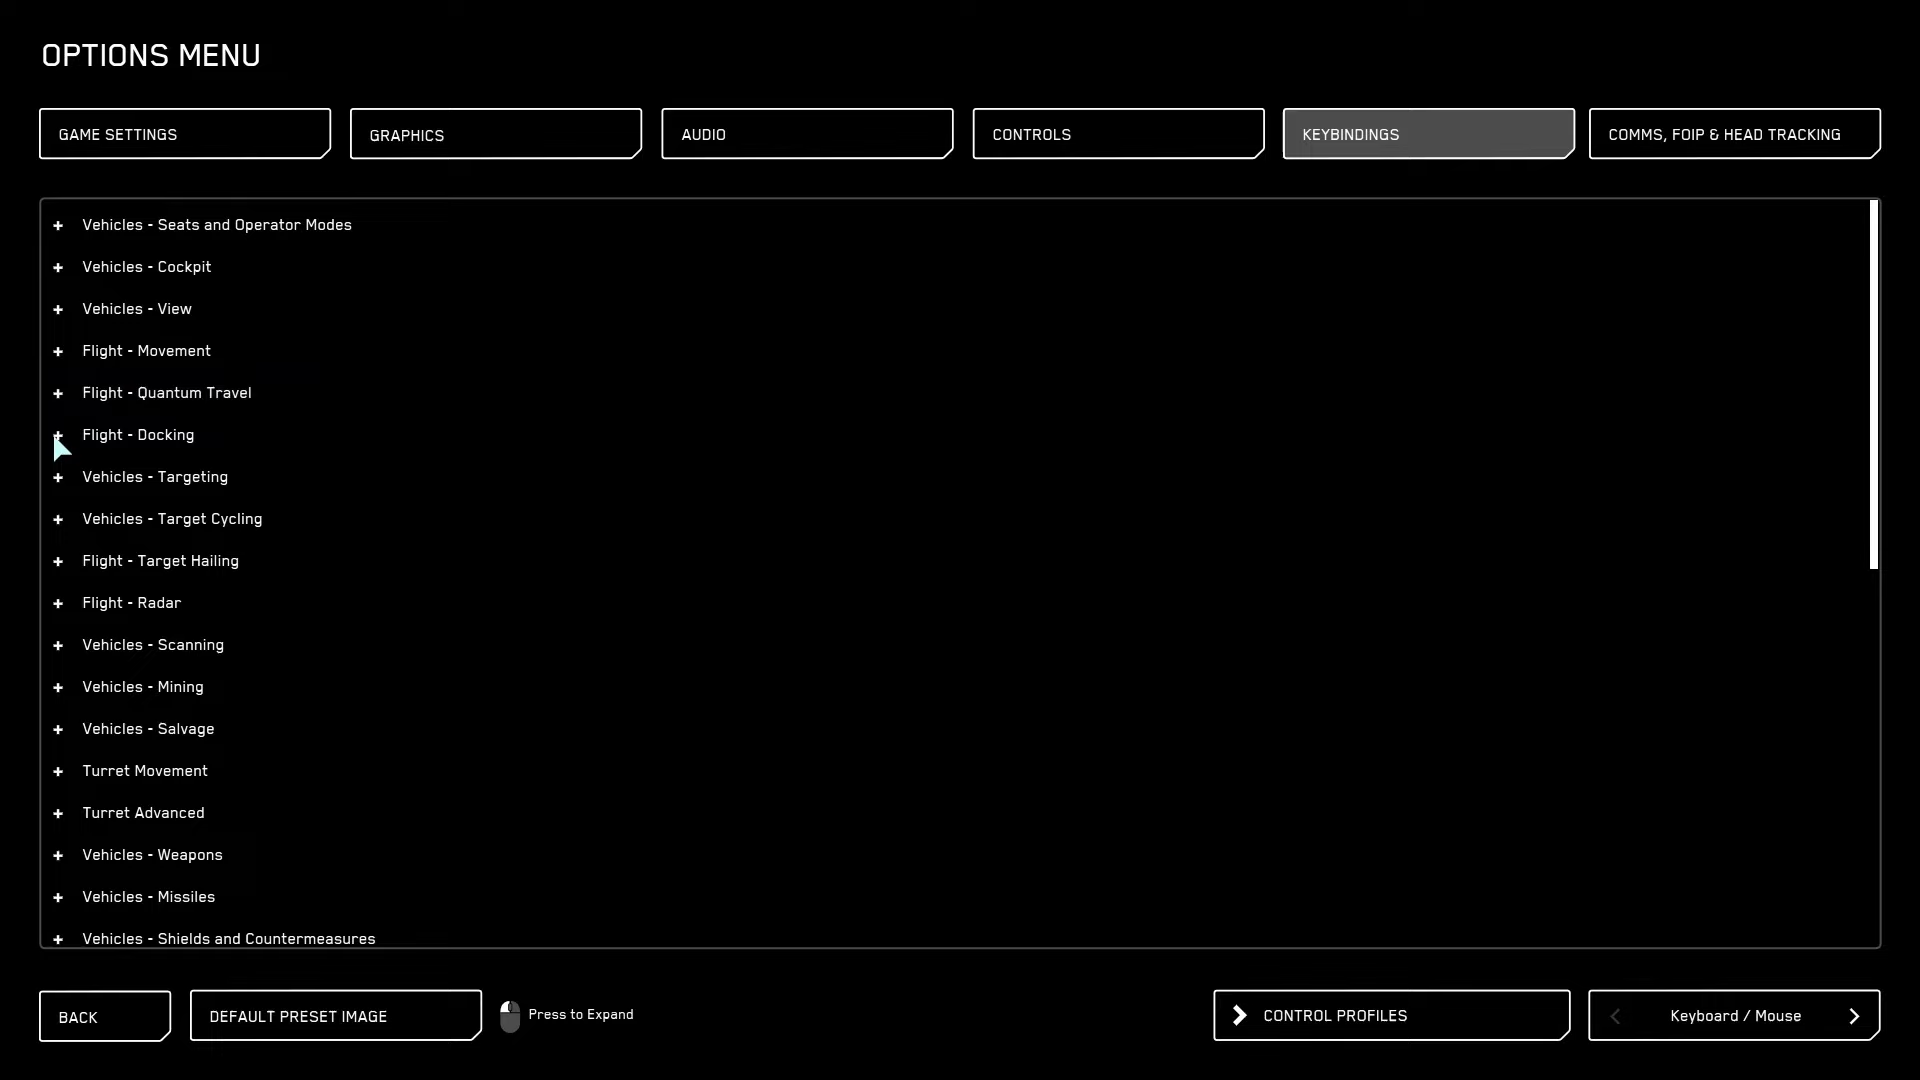 OPTIONS MENU
GAME SETTINGS
GRAPHICS
AUDIO
CONTROLS
KEYBINDINGS
COMMS, FOIP & HEAD TRACKING
+ Vehicles - Seats and Operator Modes
+ Vehicles - Cockpit
+ Vehicles - View
+ Flight - Movement
+ Flight - Quantum Travel
+ Flight - Docking
+ Vehicles - Targeting
+ Vehicles - Target Cycling
+ Flight - Target Hailing
+ Flight - Radar
+ Vehicles - Scanning
+ Vehicles - Mining
+ Vehicles - Salvage
+ Turret Movement
+ Turret Advanced
+ Vehicles - Weapons
+ Vehicles - Missiles
+ Vehicles - Shields and Countermeasures
BACK
DEFAULT PRESET IMAGE
Press to Expand
CONTROL PROFILES
Keyboard / Mouse